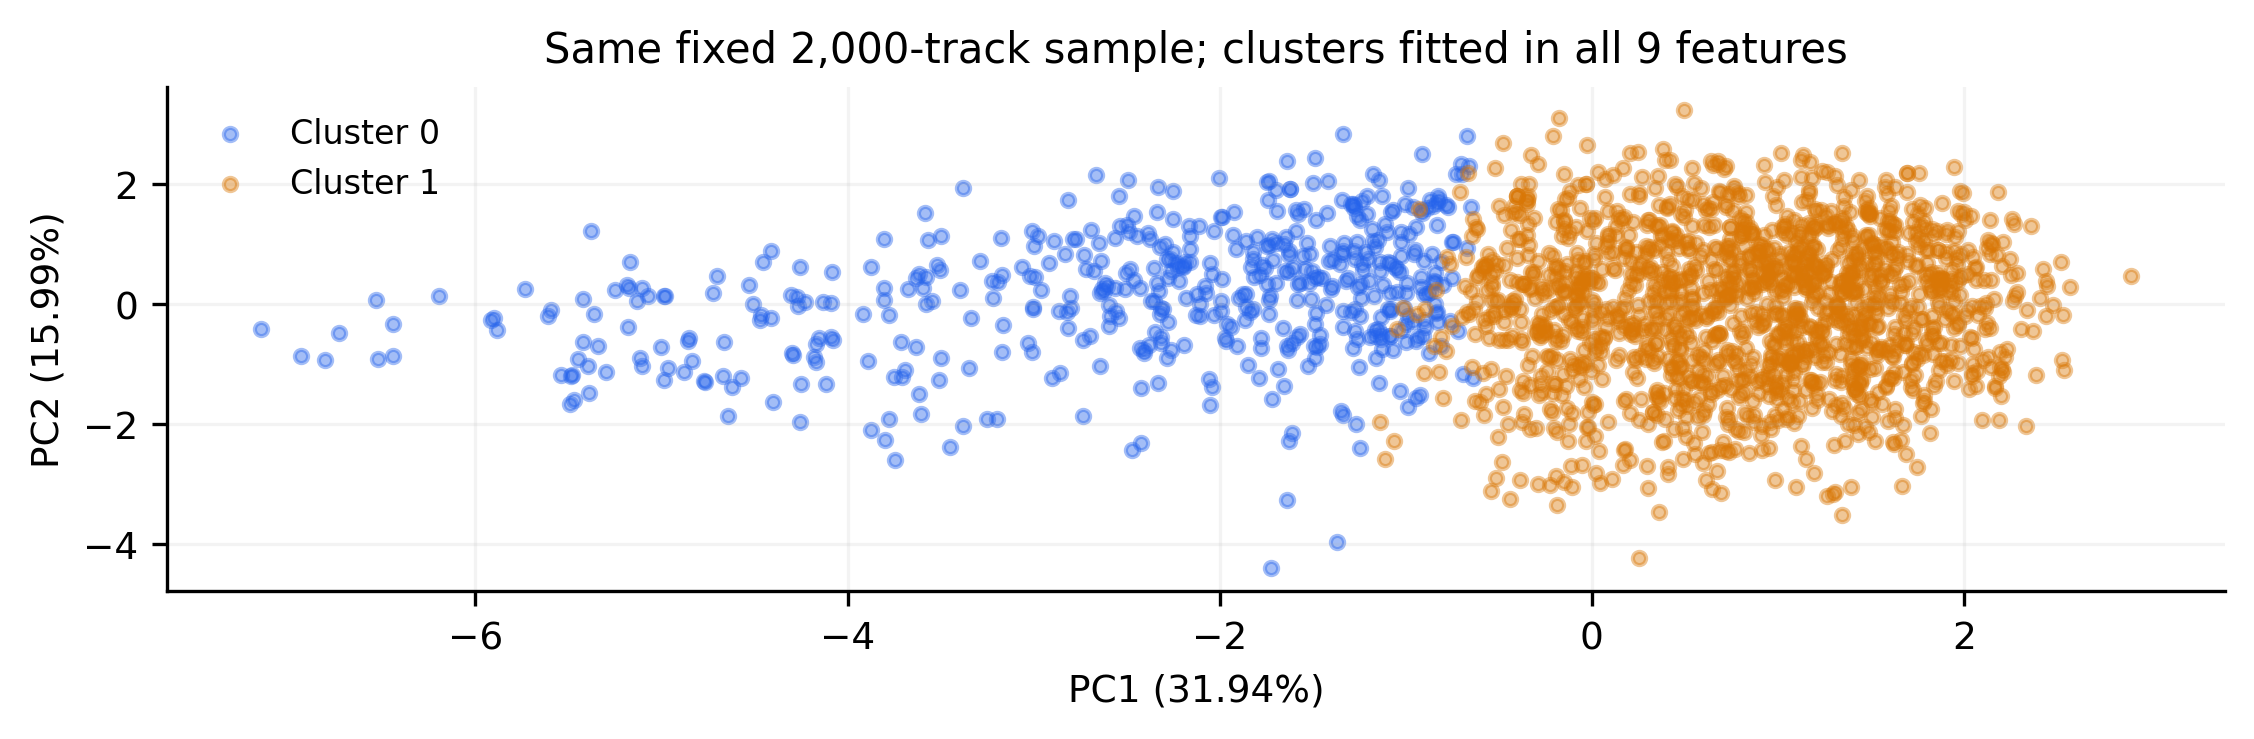 Same fixed 2,000-track sample; clusters fitted in all 9 features
Cluster 0
Cluster 1
2
0
−2
−4
PC2 (15.99%)
−6
−4
−2
0
2
PC1 (31.94%)